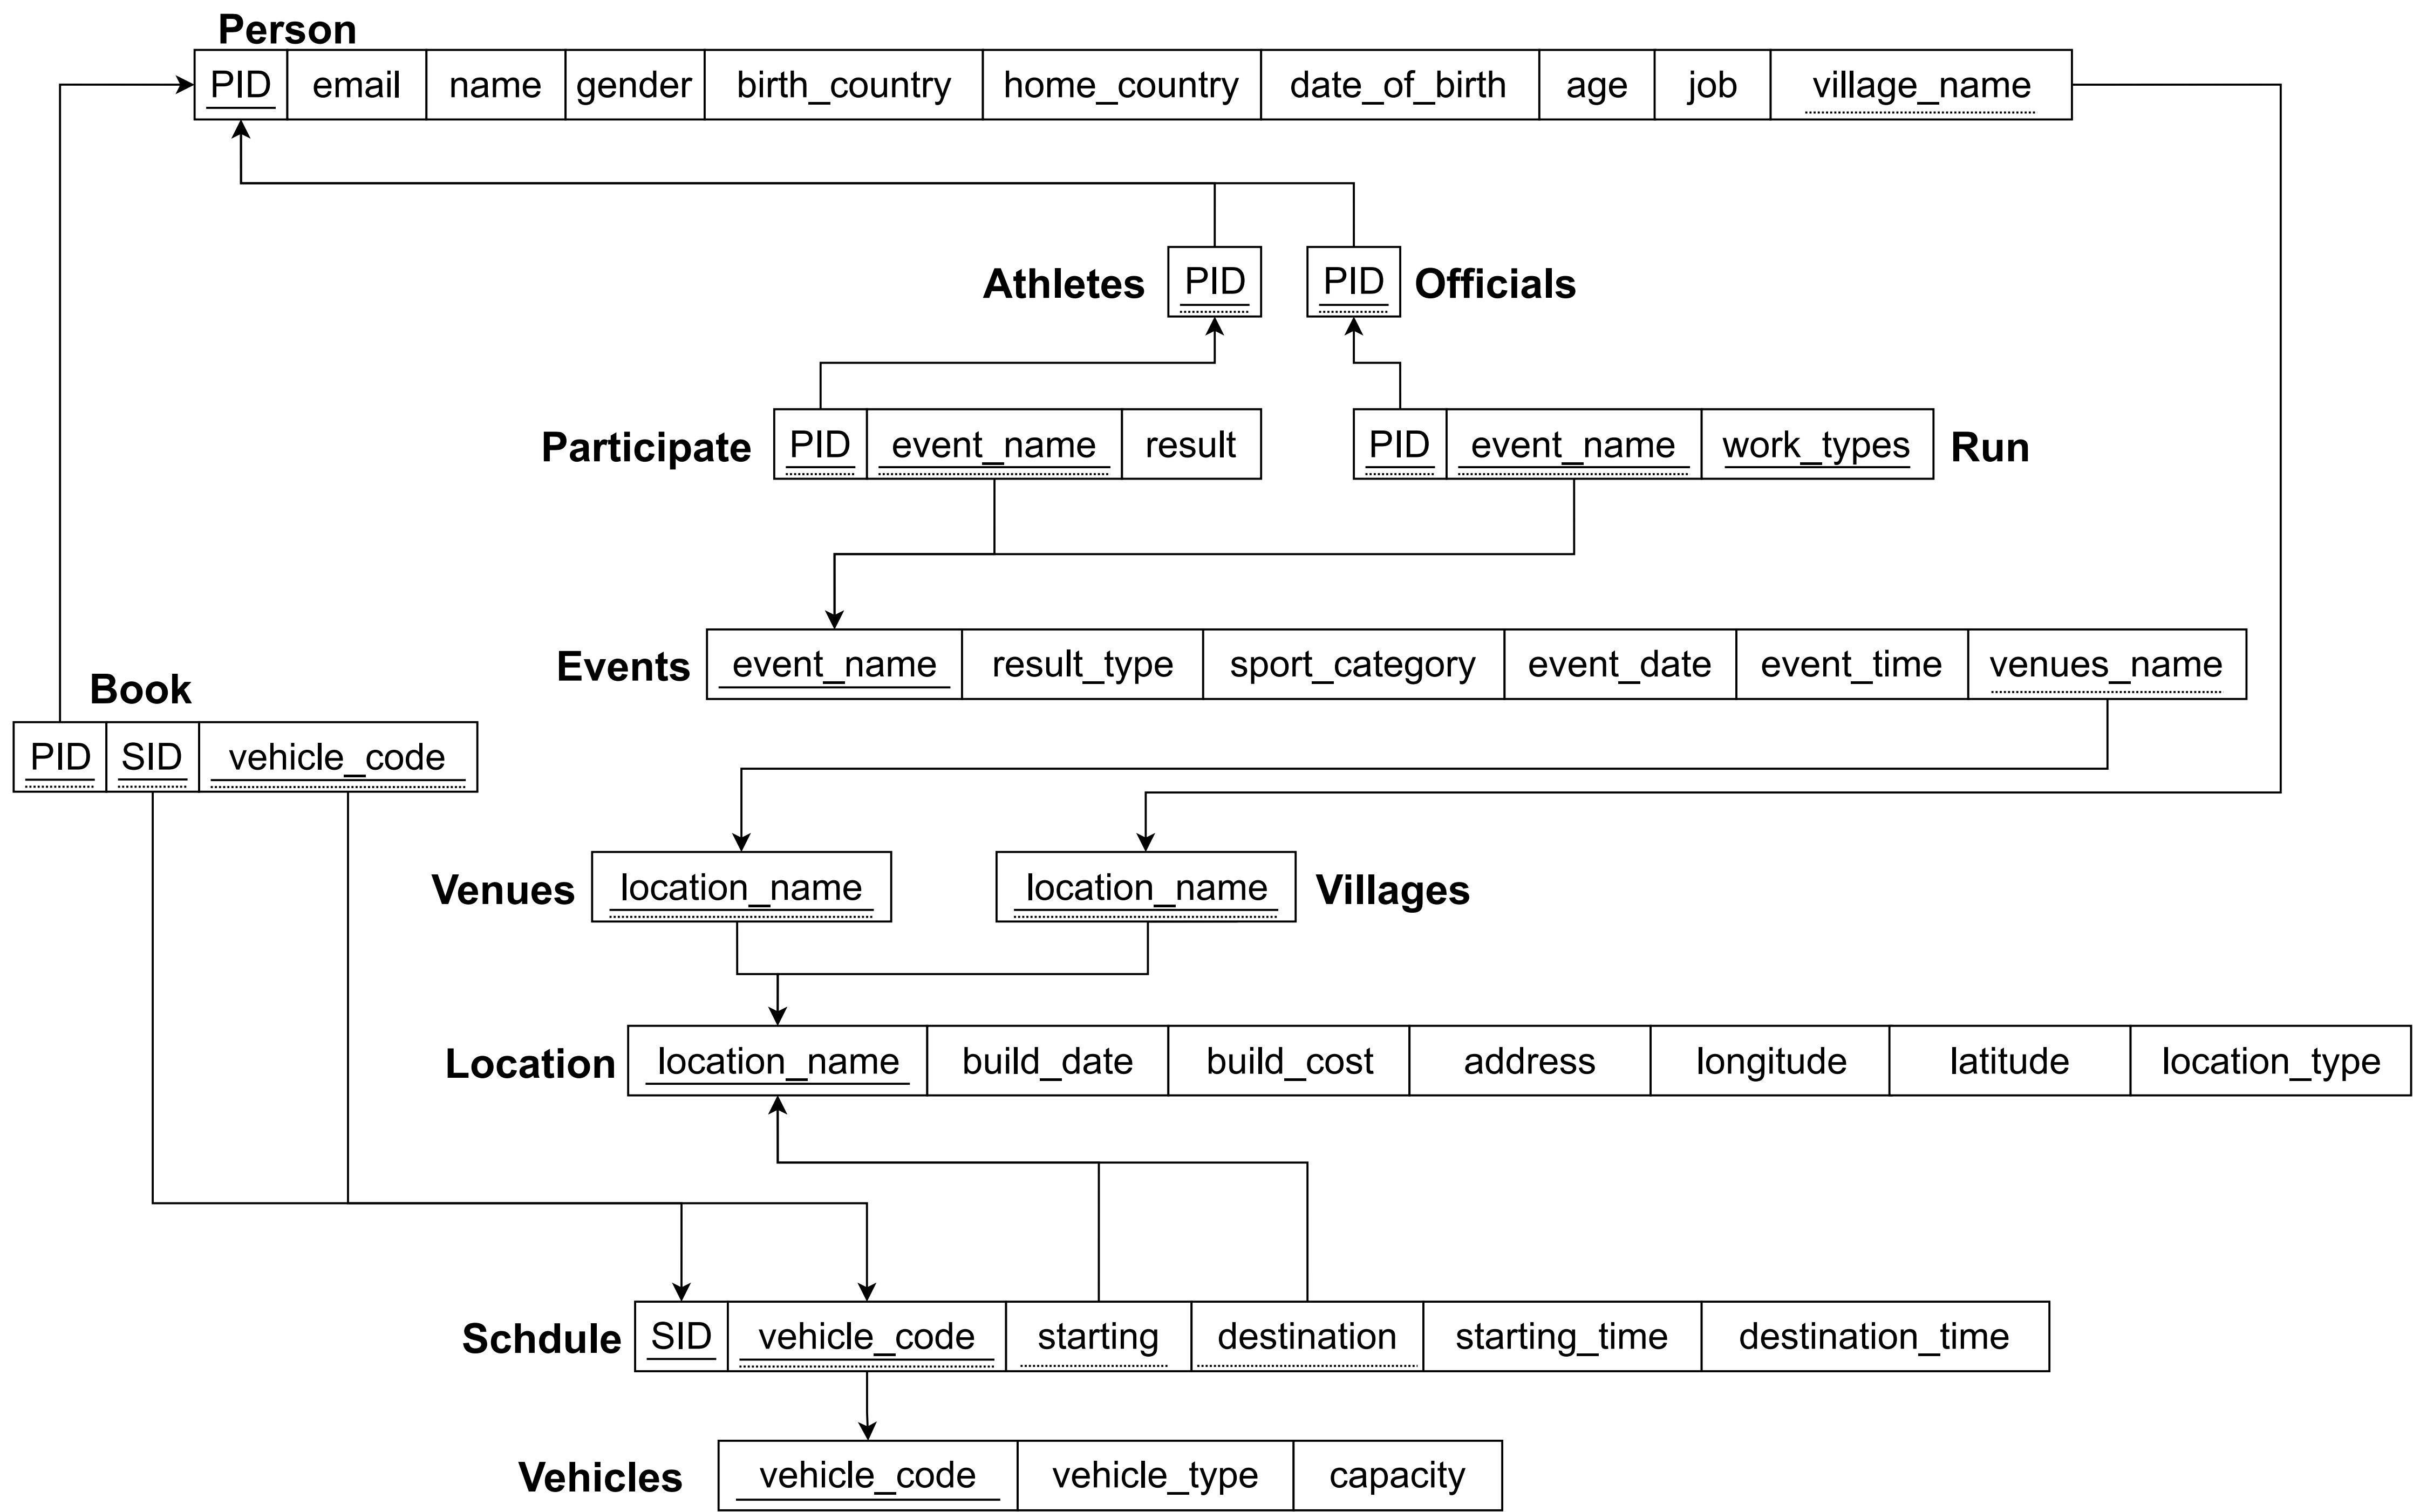 Person
PID email name gender birth_country home_country date_of_birth age job village_name
Athletes PID PID Officials
Participate PID event_name result PID event_name work_types Run
Events event_name result_type sport_category event_date event_time venues_name
Book
PID SID vehicle_code
Venues location_name location_name Villages
Location location_name build_date build_cost address longitude latitude location_type
Schdule SID vehicle_code starting destination starting_time destination_time
Vehicles vehicle_code vehicle_type capacity